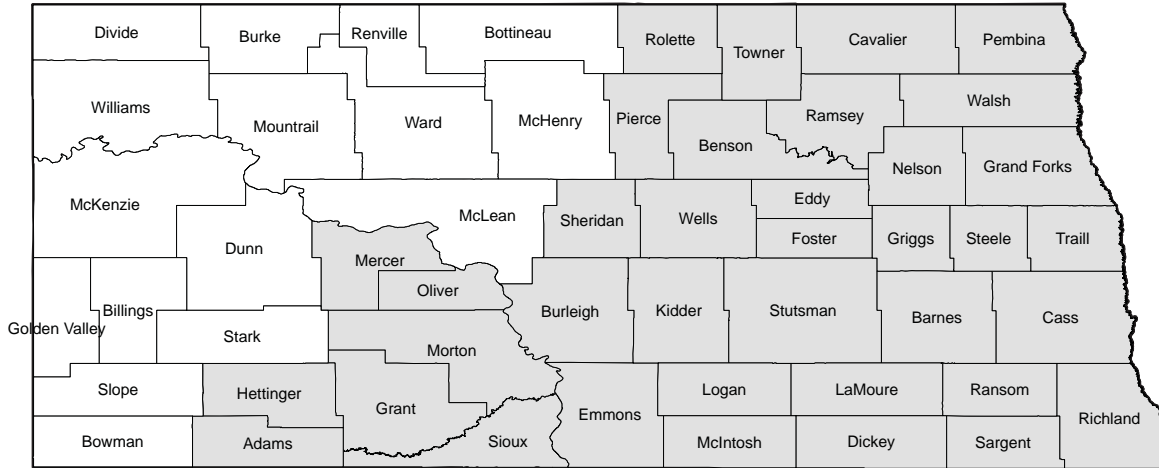 Divide
Burke
Renville
Bottineau
Rolette
Towner
Cavalier
Pembina
Williams
Mountrail
Ward
McHenry
Pierce
Benson
Ramsey
Walsh
Nelson
Grand Forks
McKenzie
Dunn
McLean
Sheridan
Wells
Eddy
Foster
Griggs
Steele
Traill
Mercer
Oliver
Golden Valley
Billings
Stark
Burleigh
Kidder
Stutsman
Barnes
Cass
Morton
Slope
Hettinger
Grant
Logan
LaMoure
Ransom
Richland
Emmons
Bowman
Adams
Sioux
McIntosh
Dickey
Sargent